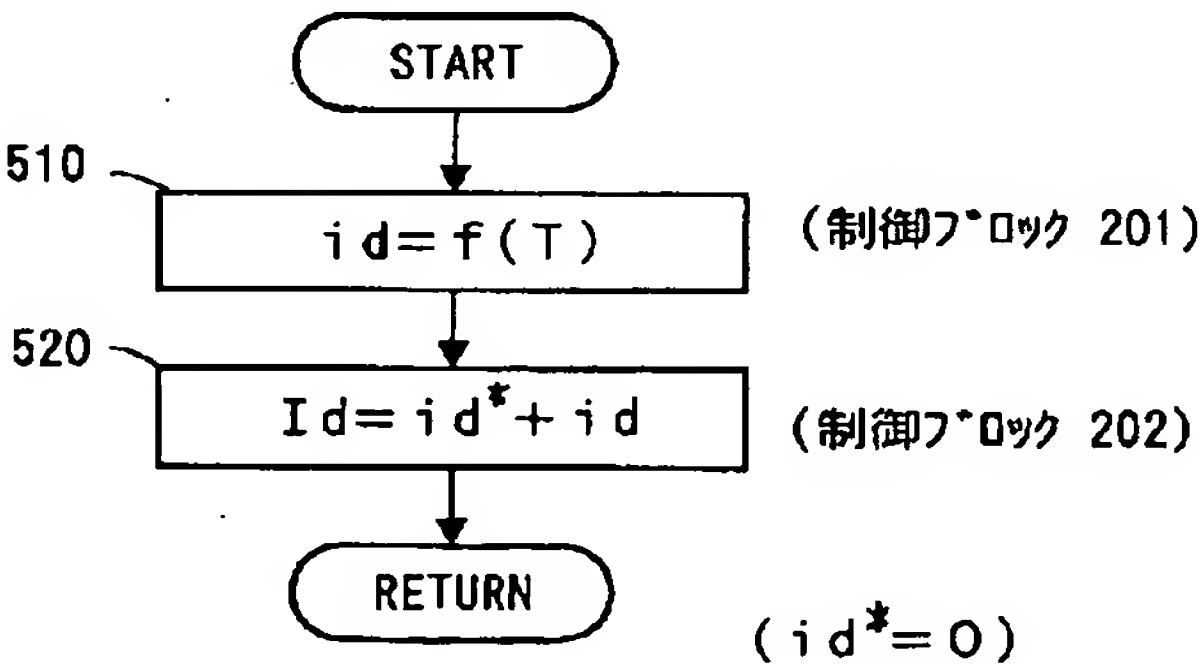 START
510
id=f(T)
(制御ﾌﾞﾛｯｸ 201)
520
Id=id*+id
(制御ﾌﾞﾛｯｸ 202)
RETURN
(id*=0)